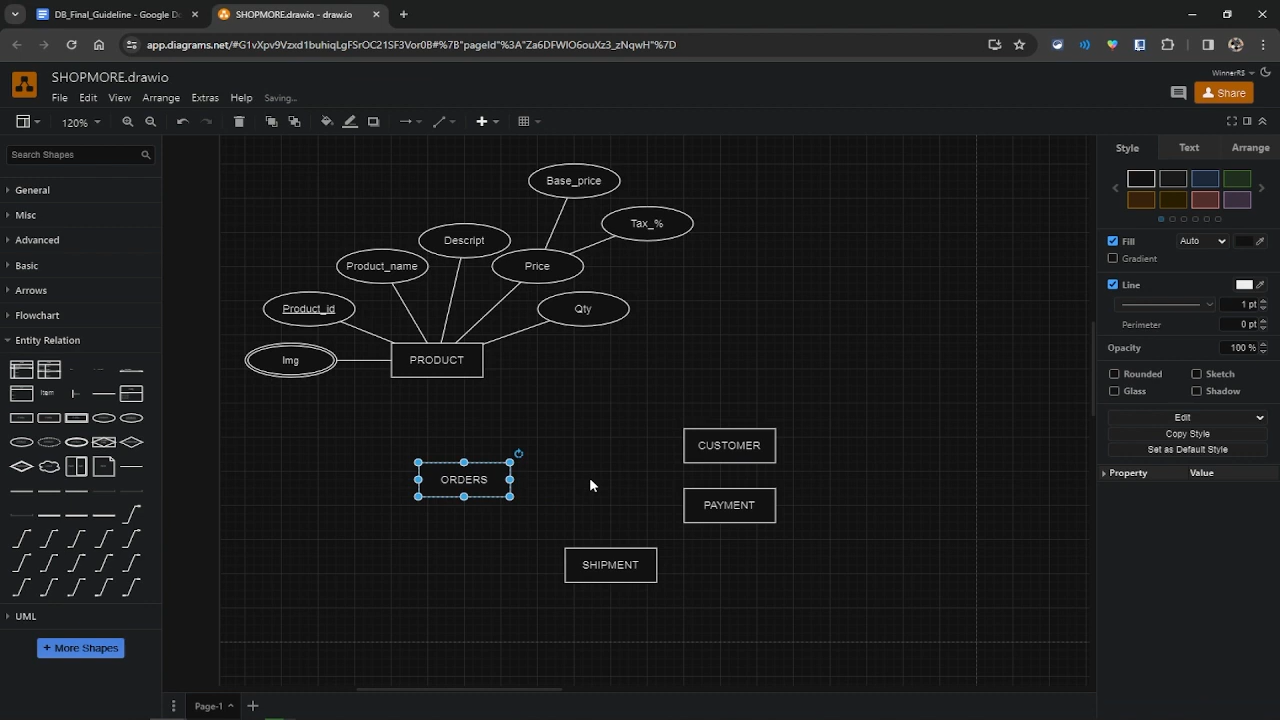 DB_Final_Guideline - Google Do
SHOPMORE.drawio - draw.io
app.diagrams.net/#G1vXpv9Vzxd1buhiqLgFSrOC21SF3Vor0B#%7B"pageId"%3A"Za6DFWlO6ouXz3_zNqwH"%7D
SHOPMORE.drawio
WinnerRS
File Edit View Arrange Extras Help Saving...
Share
120%
Search Shapes
General
Misc
Advanced
Basic
Arrows
Flowchart
Entity Relation
Item
UML
+ More Shapes
Base_price
Tax_%
Descript
Product_name
Price
Product_id
Qty
Img
PRODUCT
CUSTOMER
ORDERS
PAYMENT
SHIPMENT
Style Text Arrange
Fill Auto
Gradient
Line
1 pt
Perimeter 0 pt
Opacity 100 %
Rounded Sketch
Glass Shadow
Edit
Copy Style
Set as Default Style
Property Value
Page-1